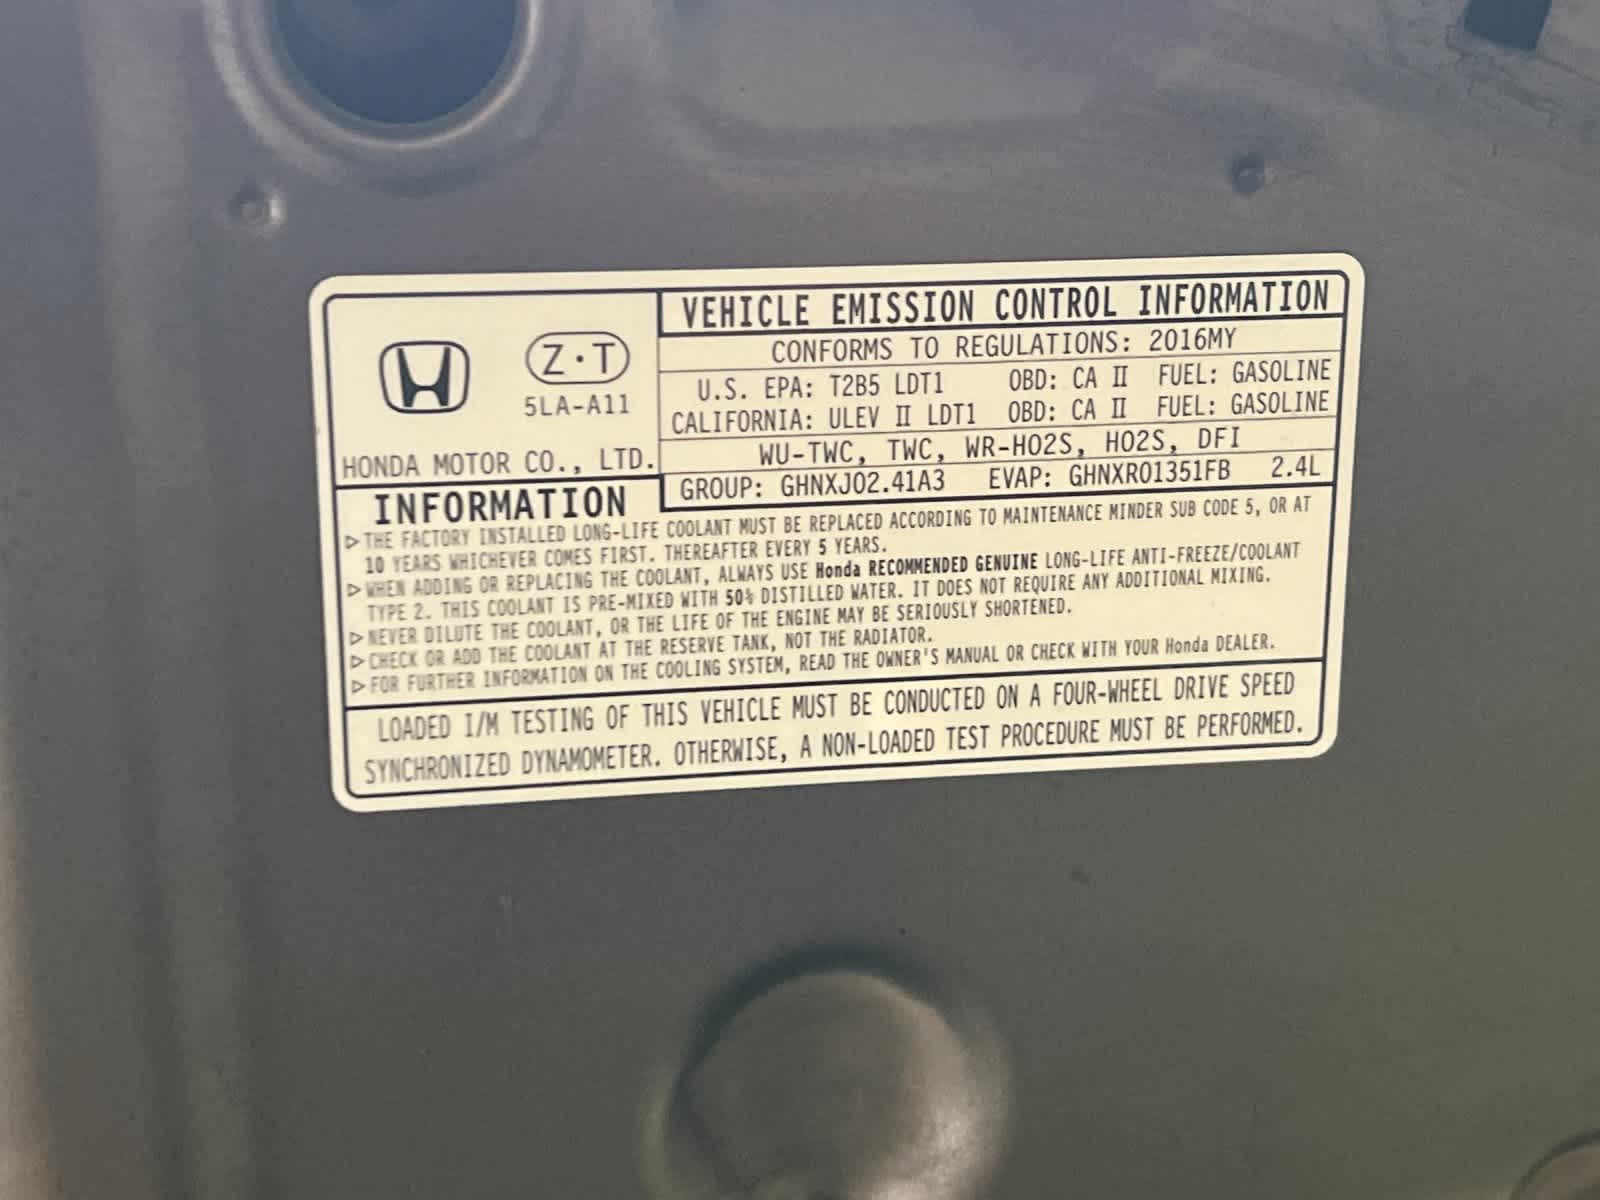 VEHICLE EMISSION CONTROL INFORMATION
CONFORMS TO REGULATIONS: 2016MY
U.S. EPA: T2B5 LDT1 OBD: CA II FUEL: GASOLINE
CALIFORNIA: ULEV II LDT1 OBD: CA II FUEL: GASOLINE
WU-TWC, TWC, WR-HO2S, HO2S, DFI
GROUP: GHNXJ02.41A3 EVAP: GHNXR01351FB 2.4L
Z·T
5LA-A11
HONDA MOTOR CO., LTD.
INFORMATION
▷THE FACTORY INSTALLED LONG-LIFE COOLANT MUST BE REPLACED ACCORDING TO MAINTENANCE MINDER SUB CODE 5, OR AT
10 YEARS WHICHEVER COMES FIRST. THEREAFTER EVERY 5 YEARS.
▷WHEN ADDING OR REPLACING THE COOLANT, ALWAYS USE Honda RECOMMENDED GENUINE LONG-LIFE ANTI-FREEZE/COOLANT
TYPE 2. THIS COOLANT IS PRE-MIXED WITH 50% DISTILLED WATER. IT DOES NOT REQUIRE ANY ADDITIONAL MIXING.
▷NEVER DILUTE THE COOLANT, OR THE LIFE OF THE ENGINE MAY BE SERIOUSLY SHORTENED.
▷CHECK OR ADD THE COOLANT AT THE RESERVE TANK, NOT THE RADIATOR.
▷FOR FURTHER INFORMATION ON THE COOLING SYSTEM, READ THE OWNER'S MANUAL OR CHECK WITH YOUR Honda DEALER.
LOADED I/M TESTING OF THIS VEHICLE MUST BE CONDUCTED ON A FOUR-WHEEL DRIVE SPEED
SYNCHRONIZED DYNAMOMETER. OTHERWISE, A NON-LOADED TEST PROCEDURE MUST BE PERFORMED.